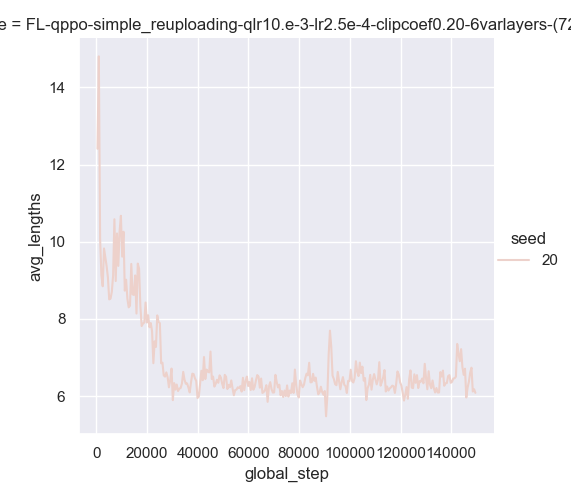 e = FL-qppo-simple_reuploading-qlr10.e-3-lr2.5e-4-clipcoef0.20-6varlayers-(72
14
12
10
8
6
avg_lengths
0 20000 40000 60000 80000 100000 120000 140000
global_step
seed
20